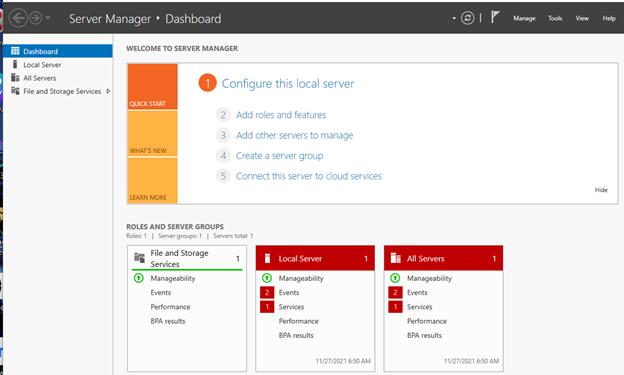 Server Manager ‣ Dashboard
Manage Tools View Help
Dashboard
Local Server
All Servers
File and Storage Services
WELCOME TO SERVER MANAGER
QUICK START
WHAT'S NEW
LEARN MORE
1 Configure this local server
2 Add roles and features
3 Add other servers to manage
4 Create a server group
5 Connect this server to cloud services
Hide
ROLES AND SERVER GROUPS
Roles: 1 | Server groups: 1 | Servers total: 1
File and Storage
Services 1
Manageability
Events
Performance
BPA results
Local Server 1
Manageability
2 Events
1 Services
Performance
BPA results
11/27/2021 6:50 AM
All Servers 1
Manageability
2 Events
1 Services
Performance
BPA results
11/27/2021 6:50 AM